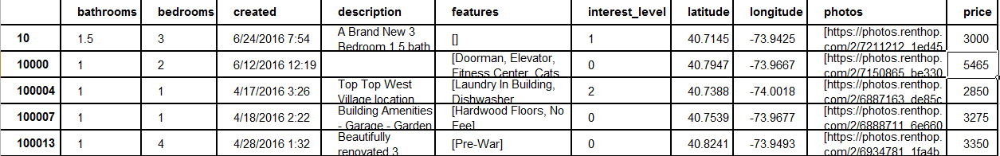 bathrooms bedrooms created description features interest_level latitude longitude photos price
10 1.5 3 6/24/2016 7:54 A Brand New 3 [] 1 40.7145 -73.9425 [https://photos.renthop. 3000
Bedroom 1.5 bath com/2/7211212_1ed45
10000 1 2 6/12/2016 12:19 [Doorman, Elevator, 0 40.7947 -73.9667 [https://photos.renthop. 5465
Fitness Center, Cats com/2/7150865_be330
100004 1 1 4/17/2016 3:26 Top Top West [Laundry In Building, 2 40.7388 -74.0018 [https://photos.renthop. 2850
Village location Dishwasher com/2/6887163_de85c
100007 1 1 4/18/2016 2:22 Building Amenities [Hardwood Floors, No 0 40.7539 -73.9677 [https://photos.renthop. 3275
- Garage - Garden Fee] com/2/6888711_6e660
100013 1 4 4/28/2016 1:32 Beautifully [Pre-War] 0 40.8241 -73.9493 [https://photos.renthop. 3350
renovated 3 com/2/6934781_1fa4b